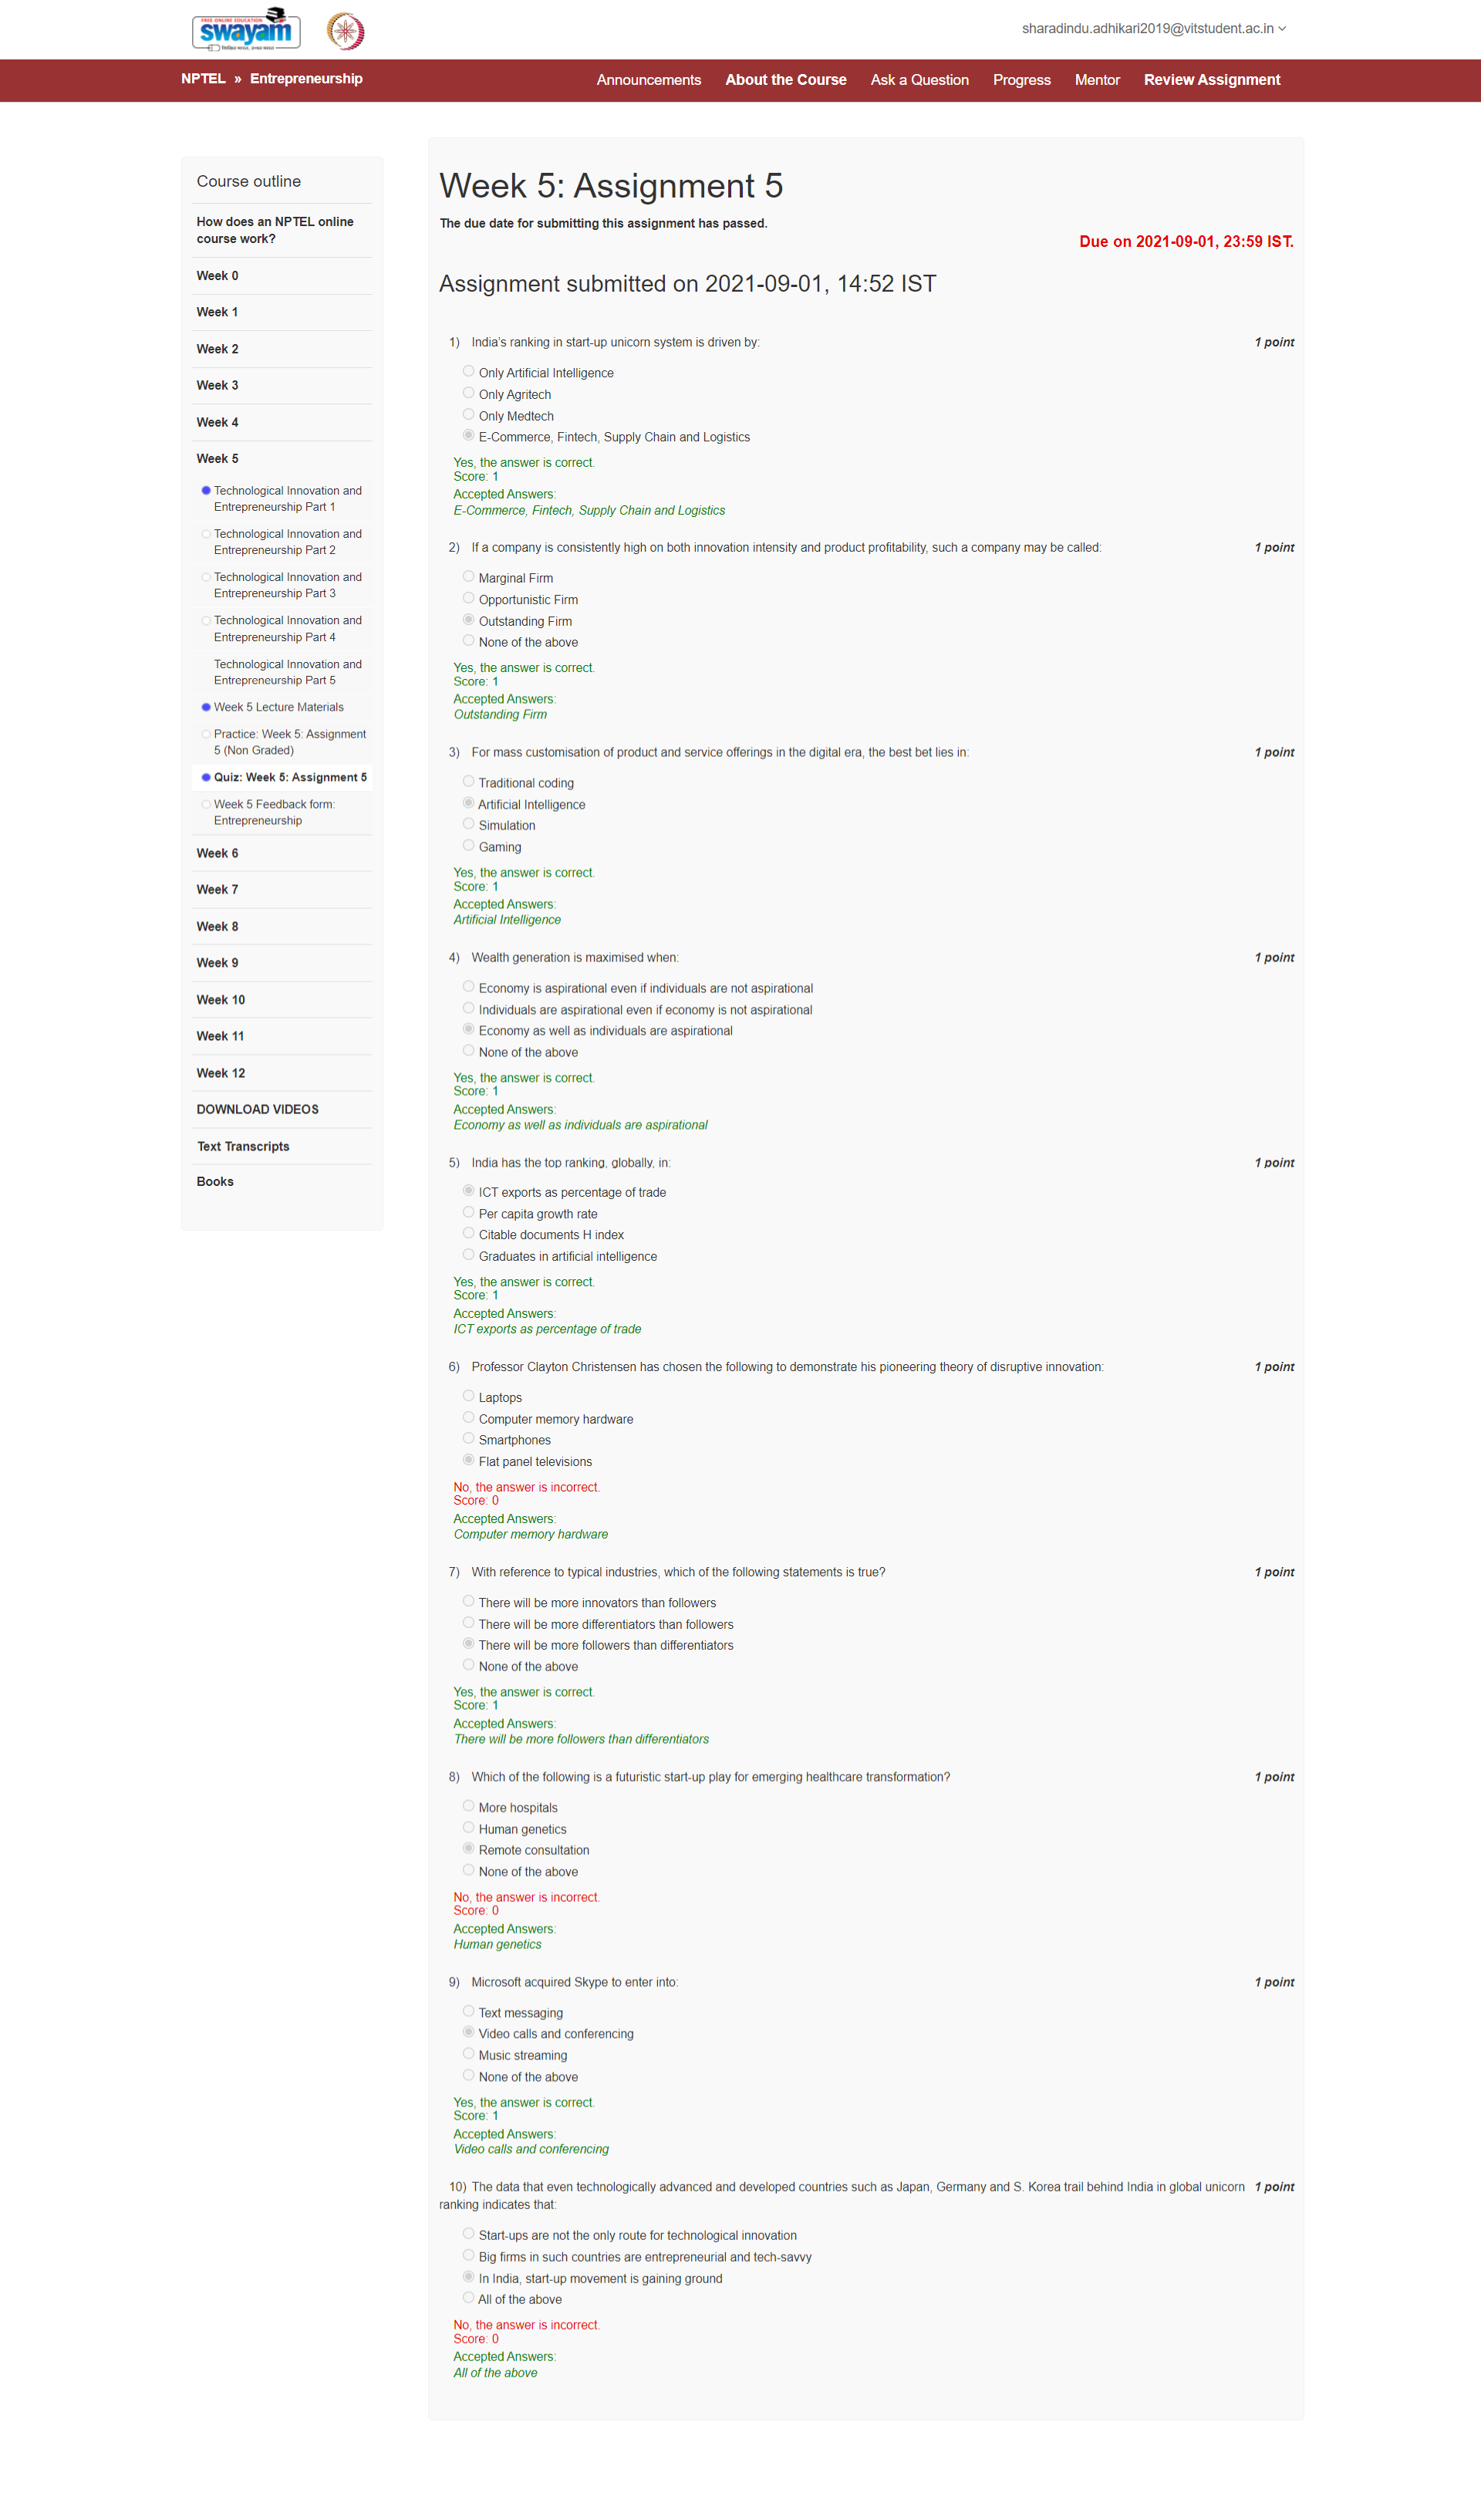 FREE ONLINE EDUCATION
swayam
sharadindu.adhikari2019@vitstudent.ac.in
NPTEL » Entrepreneurship
Announcements About the Course Ask a Question Progress Mentor Review Assignment
Course outline
How does an NPTEL online
course work?
Week 0
Week 1
Week 2
Week 3
Week 4
Week 5
Technological Innovation and
Entrepreneurship Part 1
Technological Innovation and
Entrepreneurship Part 2
Technological Innovation and
Entrepreneurship Part 3
Technological Innovation and
Entrepreneurship Part 4
Technological Innovation and
Entrepreneurship Part 5
Week 5 Lecture Materials
Practice: Week 5: Assignment
5 (Non Graded)
Quiz: Week 5: Assignment 5
Week 5 Feedback form:
Entrepreneurship
Week 6
Week 7
Week 8
Week 9
Week 10
Week 11
Week 12
DOWNLOAD VIDEOS
Text Transcripts
Books
Week 5: Assignment 5
The due date for submitting this assignment has passed.
Due on 2021-09-01, 23:59 IST.
Assignment submitted on 2021-09-01, 14:52 IST
1) India's ranking in start-up unicorn system is driven by: 1 point
Only Artificial Intelligence
Only Agritech
Only Medtech
E-Commerce, Fintech, Supply Chain and Logistics
Yes, the answer is correct.
Score: 1
Accepted Answers:
E-Commerce, Fintech, Supply Chain and Logistics
2) If a company is consistently high on both innovation intensity and product profitability, such a company may be called: 1 point
Marginal Firm
Opportunistic Firm
Outstanding Firm
None of the above
Yes, the answer is correct.
Score: 1
Accepted Answers:
Outstanding Firm
3) For mass customisation of product and service offerings in the digital era, the best bet lies in: 1 point
Traditional coding
Artificial Intelligence
Simulation
Gaming
Yes, the answer is correct.
Score: 1
Accepted Answers:
Artificial Intelligence
4) Wealth generation is maximised when: 1 point
Economy is aspirational even if individuals are not aspirational
Individuals are aspirational even if economy is not aspirational
Economy as well as individuals are aspirational
None of the above
Yes, the answer is correct.
Score: 1
Accepted Answers:
Economy as well as individuals are aspirational
5) India has the top ranking, globally, in: 1 point
ICT exports as percentage of trade
Per capita growth rate
Citable documents H index
Graduates in artificial intelligence
Yes, the answer is correct.
Score: 1
Accepted Answers:
ICT exports as percentage of trade
6) Professor Clayton Christensen has chosen the following to demonstrate his pioneering theory of disruptive innovation: 1 point
Laptops
Computer memory hardware
Smartphones
Flat panel televisions
No, the answer is incorrect.
Score: 0
Accepted Answers:
Computer memory hardware
7) With reference to typical industries, which of the following statements is true? 1 point
There will be more innovators than followers
There will be more differentiators than followers
There will be more followers than differentiators
None of the above
Yes, the answer is correct.
Score: 1
Accepted Answers:
There will be more followers than differentiators
8) Which of the following is a futuristic start-up play for emerging healthcare transformation? 1 point
More hospitals
Human genetics
Remote consultation
None of the above
No, the answer is incorrect.
Score: 0
Accepted Answers:
Human genetics
9) Microsoft acquired Skype to enter into: 1 point
Text messaging
Video calls and conferencing
Music streaming
None of the above
Yes, the answer is correct.
Score: 1
Accepted Answers:
Video calls and conferencing
10) The data that even technologically advanced and developed countries such as Japan, Germany and S. Korea trail behind India in global unicorn 1 point
ranking indicates that:
Start-ups are not the only route for technological innovation
Big firms in such countries are entrepreneurial and tech-savvy
In India, start-up movement is gaining ground
All of the above
No, the answer is incorrect.
Score: 0
Accepted Answers:
All of the above